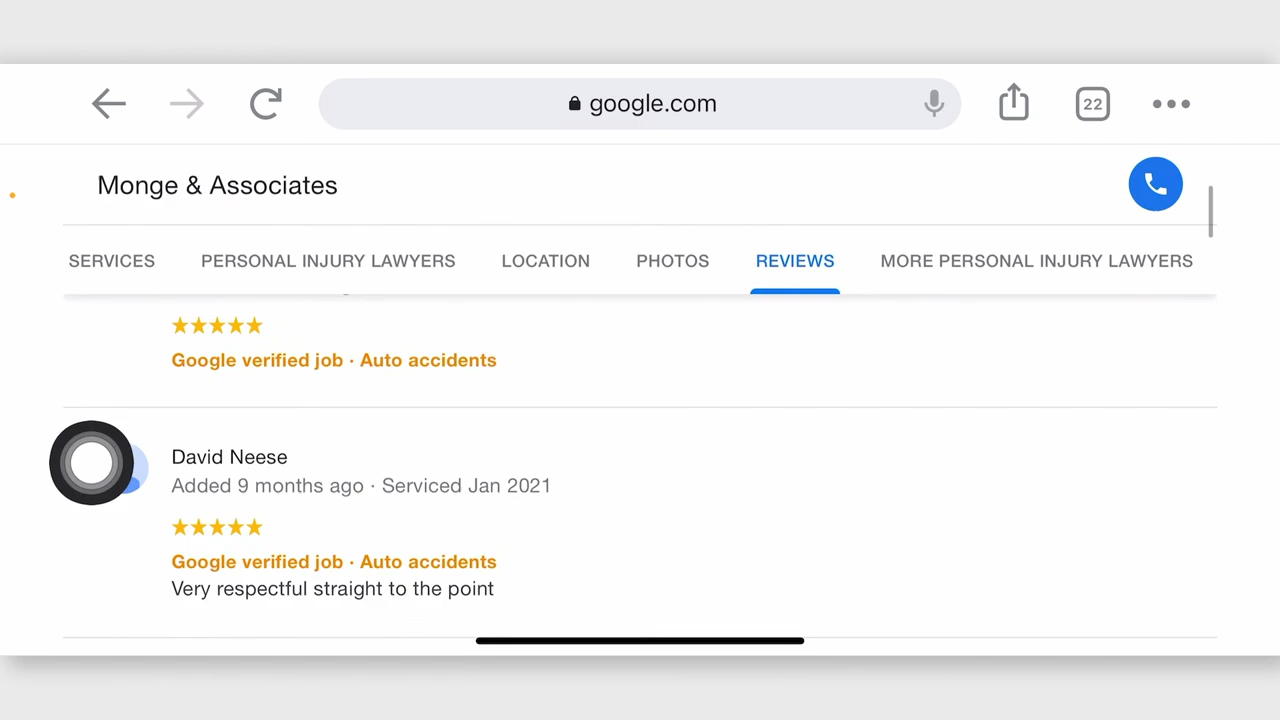 google.com
22
Monge & Associates
SERVICES PERSONAL INJURY LAWYERS LOCATION PHOTOS REVIEWS MORE PERSONAL INJURY LAWYERS
Google verified job · Auto accidents
David Neese
Added 9 months ago · Serviced Jan 2021
Google verified job · Auto accidents
Very respectful straight to the point